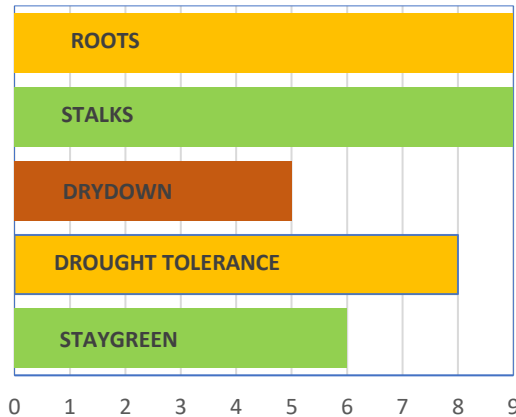 ROOTS
STALKS
DRYDOWN
DROUGHT TOLERANCE
STAYGREEN
0 1 2 3 4 5 6 7 8 9